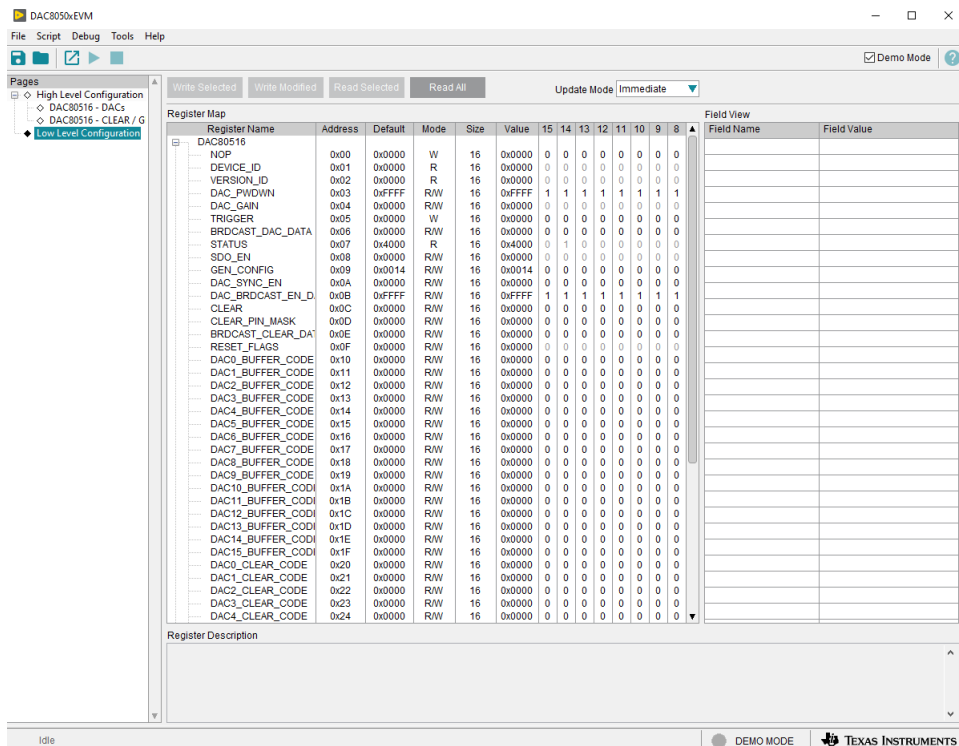 DAC8050xEVM
File Script Debug Tools Help
Demo Mode
Pages
High Level Configuration
DAC80516 - DACs
DAC80516 - CLEAR / G
Low Level Configuration
Write Selected Write Modified Read Selected Read All Update Mode Immediate
Register Map
Register Name Address Default Mode Size Value 15 14 13 12 11 10 9 8
DAC80516
NOP 0x00 0x0000 W 16 0x0000 0 0 0 0 0 0 0 0
DEVICE_ID 0x01 0x0000 R 16 0x0000 0 0 0 0 0 0 0 0
VERSION_ID 0x02 0x0000 R 16 0x0000 0 0 0 0 0 0 0 0
DAC_PWDWN 0x03 0xFFFF R/W 16 0xFFFF 1 1 1 1 1 1 1 1
DAC_GAIN 0x04 0x0000 R/W 16 0x0000 0 0 0 0 0 0 0 0
TRIGGER 0x05 0x0000 W 16 0x0000 0 0 0 0 0 0 0 0
BRDCAST_DAC_DATA 0x06 0x0000 R/W 16 0x0000 0 0 0 0 0 0 0 0
STATUS 0x07 0x4000 R 16 0x4000 0 1 0 0 0 0 0 0
SDO_EN 0x08 0x0000 R/W 16 0x0000 0 0 0 0 0 0 0 0
GEN_CONFIG 0x09 0x0014 R/W 16 0x0014 0 0 0 0 0 0 0 0
DAC_SYNC_EN 0x0A 0x0000 R/W 16 0x0000 0 0 0 0 0 0 0 0
DAC_BRDCAST_EN_D 0x0B 0xFFFF R/W 16 0xFFFF 1 1 1 1 1 1 1 1
CLEAR 0x0C 0x0000 R/W 16 0x0000 0 0 0 0 0 0 0 0
CLEAR_PIN_MASK 0x0D 0x0000 R/W 16 0x0000 0 0 0 0 0 0 0 0
BRDCAST_CLEAR_DAT 0x0E 0x0000 R/W 16 0x0000 0 0 0 0 0 0 0 0
RESET_FLAGS 0x0F 0x0000 R/W 16 0x0000 0 0 0 0 0 0 0 0
DAC0_BUFFER_CODE 0x10 0x0000 R/W 16 0x0000 0 0 0 0 0 0 0 0
DAC1_BUFFER_CODE 0x11 0x0000 R/W 16 0x0000 0 0 0 0 0 0 0 0
DAC2_BUFFER_CODE 0x12 0x0000 R/W 16 0x0000 0 0 0 0 0 0 0 0
DAC3_BUFFER_CODE 0x13 0x0000 R/W 16 0x0000 0 0 0 0 0 0 0 0
DAC4_BUFFER_CODE 0x14 0x0000 R/W 16 0x0000 0 0 0 0 0 0 0 0
DAC5_BUFFER_CODE 0x15 0x0000 R/W 16 0x0000 0 0 0 0 0 0 0 0
DAC6_BUFFER_CODE 0x16 0x0000 R/W 16 0x0000 0 0 0 0 0 0 0 0
DAC7_BUFFER_CODE 0x17 0x0000 R/W 16 0x0000 0 0 0 0 0 0 0 0
DAC8_BUFFER_CODE 0x18 0x0000 R/W 16 0x0000 0 0 0 0 0 0 0 0
DAC9_BUFFER_CODE 0x19 0x0000 R/W 16 0x0000 0 0 0 0 0 0 0 0
DAC10_BUFFER_CODI 0x1A 0x0000 R/W 16 0x0000 0 0 0 0 0 0 0 0
DAC11_BUFFER_CODI 0x1B 0x0000 R/W 16 0x0000 0 0 0 0 0 0 0 0
DAC12_BUFFER_CODI 0x1C 0x0000 R/W 16 0x0000 0 0 0 0 0 0 0 0
DAC13_BUFFER_CODI 0x1D 0x0000 R/W 16 0x0000 0 0 0 0 0 0 0 0
DAC14_BUFFER_CODI 0x1E 0x0000 R/W 16 0x0000 0 0 0 0 0 0 0 0
DAC15_BUFFER_CODI 0x1F 0x0000 R/W 16 0x0000 0 0 0 0 0 0 0 0
DAC0_CLEAR_CODE 0x20 0x0000 R/W 16 0x0000 0 0 0 0 0 0 0 0
DAC1_CLEAR_CODE 0x21 0x0000 R/W 16 0x0000 0 0 0 0 0 0 0 0
DAC2_CLEAR_CODE 0x22 0x0000 R/W 16 0x0000 0 0 0 0 0 0 0 0
DAC3_CLEAR_CODE 0x23 0x0000 R/W 16 0x0000 0 0 0 0 0 0 0 0
DAC4_CLEAR_CODE 0x24 0x0000 R/W 16 0x0000 0 0 0 0 0 0 0 0
Field View
Field Name Field Value
Register Description
Idle
DEMO MODE
TEXAS INSTRUMENTS